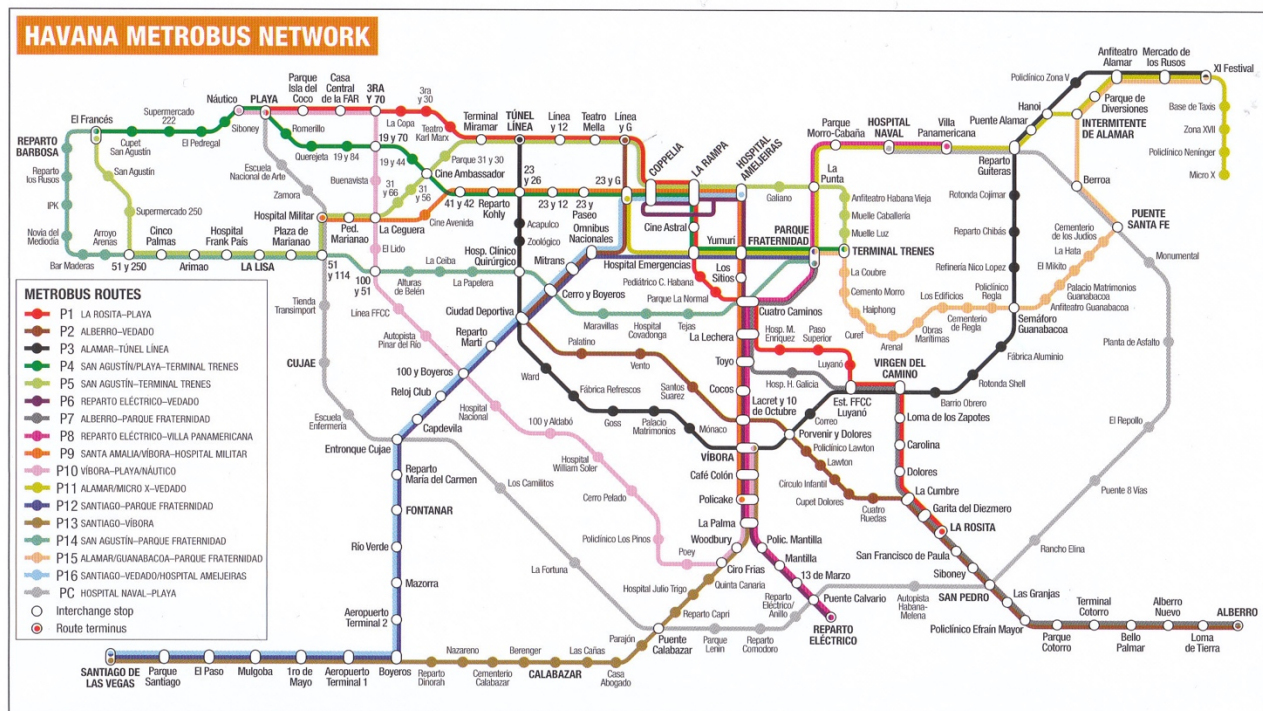 HAVANA METROBUS NETWORK
Náutico
PLAYA
Parque
Isla del
Coco
Casa
Central
de la FAR
3RA
Y 70
3ra
y 30
La Copa
Teatro
Karl Marx
Terminal
Miramar
TÚNEL
LÍNEA
Línea
y 12
Teatro
Mella
Línea
y G
COPPELIA
LA RAMPA
HOSPITAL
AMEIJEIRAS
Parque
Morro-Cabaña
HOSPITAL
NAVAL
Villa
Panamericana
Policlínico Zona V
Anfiteatro
Alamar
Mercado de
los Rusos
XI Festival
Hanoi
Puente Alamar
Parque de
Diversiones
INTERMITENTE
DE ALAMAR
Base de Taxis
Zona XVII
Policlínico
Nenínger
Micro X
Reparto
Guiteras
Berroa
PUENTE
SANTA FE
El Francés
Supermercado
222
Cupet
San Agustín
El Pedregal
Siboney
Romerillo
Querejeta
19 y 84
19 y 70
19 y 44
Parque 31 y 30
Cine Ambassador
REPARTO
BARBOSA
Reparto
los Rusos
IPK
Novia del
Mediodía
Bar Maderas
San Agustín
Supermercado 250
Arroyo
Arenas
51 y 250
Cinco
Palmas
Arimao
Hospital
Frank País
LA LISA
Plaza de
Marianao
Escuela
Nacional de Arte
Zamora
Hospital Militar
Ped.
Marianao
Buenavista
31
y 66
31
y 56
La Ceguera
Cine Avenida
41 y 42
Reparto
Kohly
23
y 26
23 y 12
23 y
Paseo
23 y G
Acapulco
Zoológico
Omnibus
Nacionales
Mitrans
Hosp. Clínico
Quirúrgico
El Lido
51
y 114
100
y 51
La Ceiba
Alturas
de Belén
La Papelera
Cine Astral
Hospital Emergencias
Yumurí
Galiano
La
Punta
Anfiteatro Habana Vieja
Muelle Caballería
Muelle Luz
PARQUE
FRATERNIDAD
TERMINAL TRENES
Pediátrico C. Habana
Parque La Normal
Los
Sitios
Cuatro Caminos
La Coubre
Cemento Morro
Haiphong
Curef
Arenal
Los Edificios
Obras
Marítimas
Cementerio
de Regla
Policlínico
Regla
Rotonda Cojimar
Reparto Chibás
Refinería Nico Lopez
Semáforo
Guanabacoa
Cementerio
de los Judios
La Hata
El Mikito
Palacio Matrimonios
Guanabacoa
Anfiteatro Guanabacoa
Monumental
Planta de Asfalto
El Repollo
Puente 8 Vías
Rancho Elina
METROBUS ROUTES
P1 LA ROSITA–PLAYA
P2 ALBERRO–VEDADO
P3 ALAMAR–TÚNEL LÍNEA
P4 SAN AGUSTÍN/PLAYA–TERMINAL TRENES
P5 SAN AGUSTÍN–TERMINAL TRENES
P6 REPARTO ELÉCTRICO–VEDADO
P7 ALBERRO–PARQUE FRATERNIDAD
P8 REPARTO ELÉCTRICO–VILLA PANAMERICANA
P9 SANTA AMALIA/VÍBORA–HOSPITAL MILITAR
P10 VÍBORA–PLAYA/NÁUTICO
P11 ALAMAR/MICRO X–VEDADO
P12 SANTIAGO–PARQUE FRATERNIDAD
P13 SANTIAGO–VÍBORA
P14 SAN AGUSTÍN–PARQUE FRATERNIDAD
P15 ALAMAR/GUANABACOA–PARQUE FRATERNIDAD
P16 SANTIAGO–VEDADO/HOSPITAL AMEIJEIRAS
PC HOSPITAL NAVAL–PLAYA
Interchange stop
Route terminus
Tienda
Transimport
CUJAE
Escuela
Enfermería
Entronque Cujae
Linea FFCC
Autopista
Pinar del Río
Cerro y Boyeros
Ciudad Deportiva
Reparto
Martí
100 y Boyeros
Reloj Club
Capdevila
Reparto
María del Carmen
FONTANAR
Río Verde
Mazorra
Aeropuerto
Terminal 2
Boyeros
Maravillas
Hospital
Covadonga
Tejas
Palatino
Vento
Santos
Suarez
Ward
Fábrica Refrescos
Goss
Palacio
Matrimonios
Mónaco
Hospital
Nacional
100 y Aldabó
Hospital
William Soler
Cerro Pelado
Policlínico Los Pinos
Poey
Los Camilitos
La Fortuna
La Lechera
Toyo
Cocos
Lacret y 10
de Octubre
VÍBORA
Café Colón
Policake
La Palma
Woodbury
Ciro Frias
Hosp. M.
Enriquez
Paso
Superior
Luyanó
Hosp. H. Galicia
Est. FFCC
Luyanó
VIRGEN DEL
CAMINO
Correo
Barrio Obrero
Rotonda Shell
Fábrica Aluminio
Loma de los Zapotes
Carolina
Dolores
La Cumbre
Garita del Diezmero
LA ROSITA
San Francisco de Paula
Siboney
SAN PEDRO
Las Granjas
Policlínico Efraín Mayor
Parque
Cotorro
Terminal
Cotorro
Bello
Palmar
Alberro
Nuevo
Loma
de Tierra
ALBERRO
Porvenir y Dolores
Policlínico Lawton
Lawton
Círculo Infantil
Cupet Dolores
Cuatro
Ruedas
Polic. Mantilla
Mantilla
13 de Marzo
Puente Calvario
REPARTO
ELÉCTRICO
Reparto
Eléctrico/
Anillo
Autopista
Habana-
Melena
Reparto
Comodoro
Parque
Lenin
Puente
Calabazar
Quinta Canaria
Hospital Julio Trigo
Reparto Capri
Parajón
Casa
Abogado
Las Cañas
CALABAZAR
Berenger
Cementerio
Calabazar
Nazareno
Reparto
Dinorah
SANTIAGO DE
LAS VEGAS
Parque
Santiago
El Paso
Mulgoba
1ro de
Mayo
Aeropuerto
Terminal 1